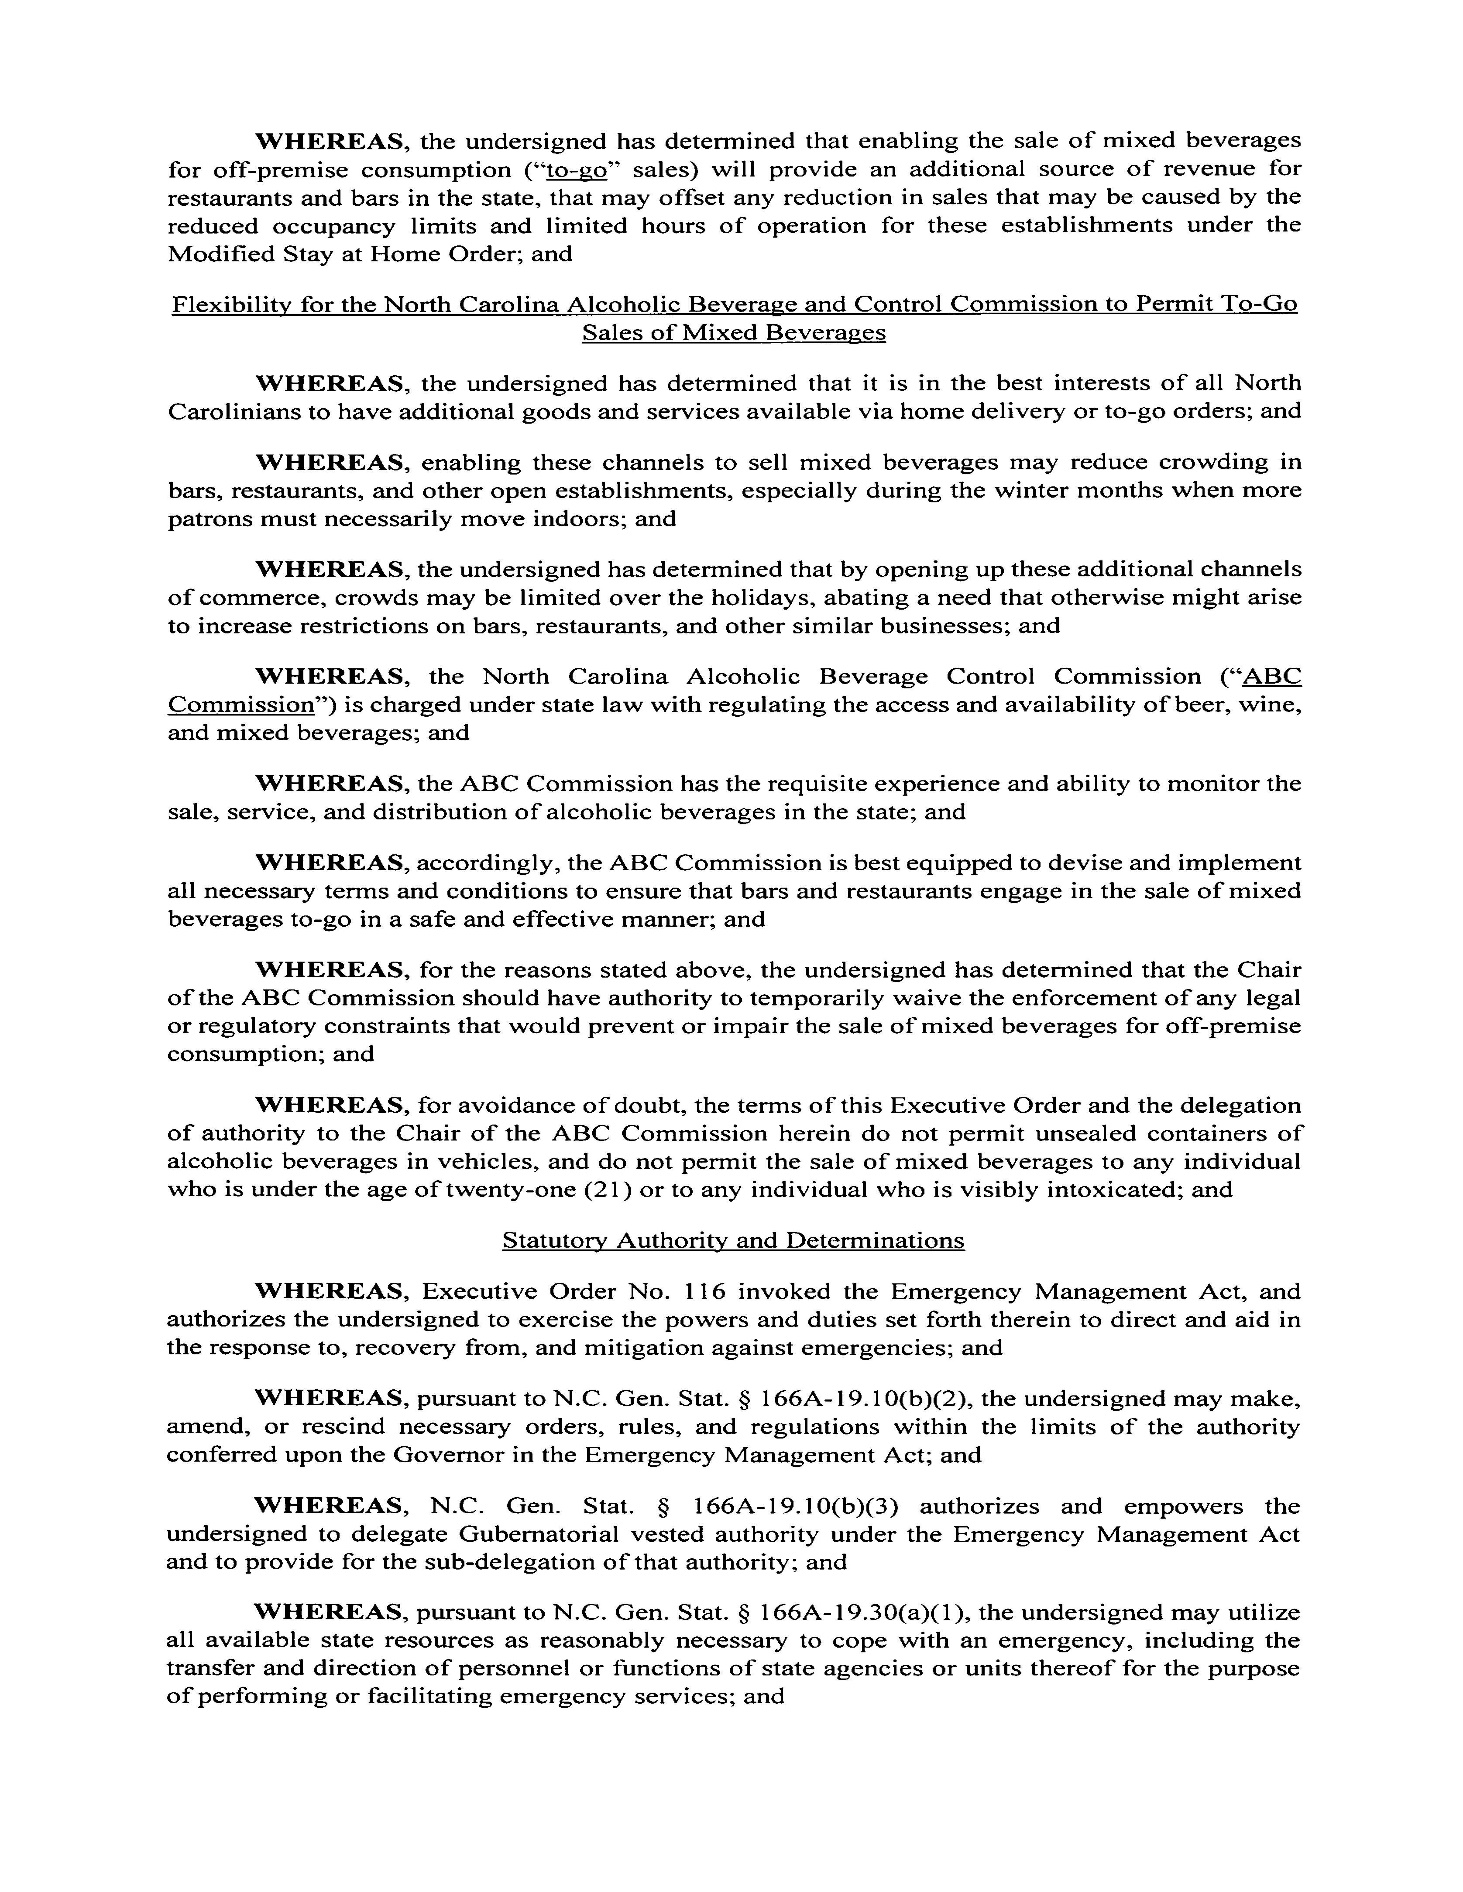 WHEREAS, the undersigned has determined that enabling the sale of mixed beverages
for off-premise consumption (“to-go” sales) will provide an additional source of revenue for
restaurants and bars in the state, that may offset any reduction in sales that may be caused by the
reduced occupancy limits and limited hours of operation for these establishments under the
Modified Stay at Home Order; and
Flexibility for the North Carolina Alcoholic Beverage and Control Commission to Permit To-Go
Sales of Mixed Beverages
WHEREAS, the undersigned has determined that it is in the best interests of all North
Carolinians to have additional goods and services available via home delivery or to-go orders; and
WHEREAS, enabling these channels to sell mixed beverages may reduce crowding in
bars, restaurants, and other open establishments, especially during the winter months when more
patrons must necessarily move indoors; and
WHEREAS, the undersigned has determined that by opening up these additional channels
of commerce, crowds may be limited over the holidays, abating a need that otherwise might arise
to increase restrictions on bars, restaurants, and other similar businesses; and
WHEREAS, the North Carolina Alcoholic Beverage Control Commission (“ABC
Commission”) is charged under state law with regulating the access and availability of beer, wine,
and mixed beverages; and
WHEREAS, the ABC Commission has the requisite experience and ability to monitor the
sale, service, and distribution of alcoholic beverages in the state; and
WHEREAS, accordingly, the ABC Commission is best equipped to devise and implement
all necessary terms and conditions to ensure that bars and restaurants engage in the sale of mixed
beverages to-go in a safe and effective manner; and
WHEREAS, for the reasons stated above, the undersigned has determined that the Chair
of the ABC Commission should have authority to temporarily waive the enforcement of any legal
or regulatory constraints that would prevent or impair the sale of mixed beverages for off-premise
consumption; and
WHEREAS, for avoidance of doubt, the terms of this Executive Order and the delegation
of authority to the Chair of the ABC Commission herein do not permit unsealed containers of
alcoholic beverages in vehicles, and do not permit the sale of mixed beverages to any individual
who is under the age of twenty-one (21) or to any individual who is visibly intoxicated; and
Statutory Authority and Determinations
WHEREAS, Executive Order No. 116 invoked the Emergency Management Act, and
authorizes the undersigned to exercise the powers and duties set forth therein to direct and aid in
the response to, recovery from, and mitigation against emergencies; and
WHEREAS, pursuant to N.C. Gen. Stat. § 166A-19.10(b)(2), the undersigned may make,
amend, or rescind necessary orders, rules, and regulations within the limits of the authority
conferred upon the Governor in the Emergency Management Act; and
WHEREAS, N.C. Gen. Stat. § 166A-19.10(b)(3) authorizes and empowers the
undersigned to delegate Gubernatorial vested authority under the Emergency Management Act
and to provide for the sub-delegation of that authority; and
WHEREAS, pursuant to N.C. Gen. Stat. § 166A-19.30(a)(1), the undersigned may utilize
all available state resources as reasonably necessary to cope with an emergency, including the
transfer and direction of personnel or functions of state agencies or units thereof for the purpose
of performing or facilitating emergency services; and